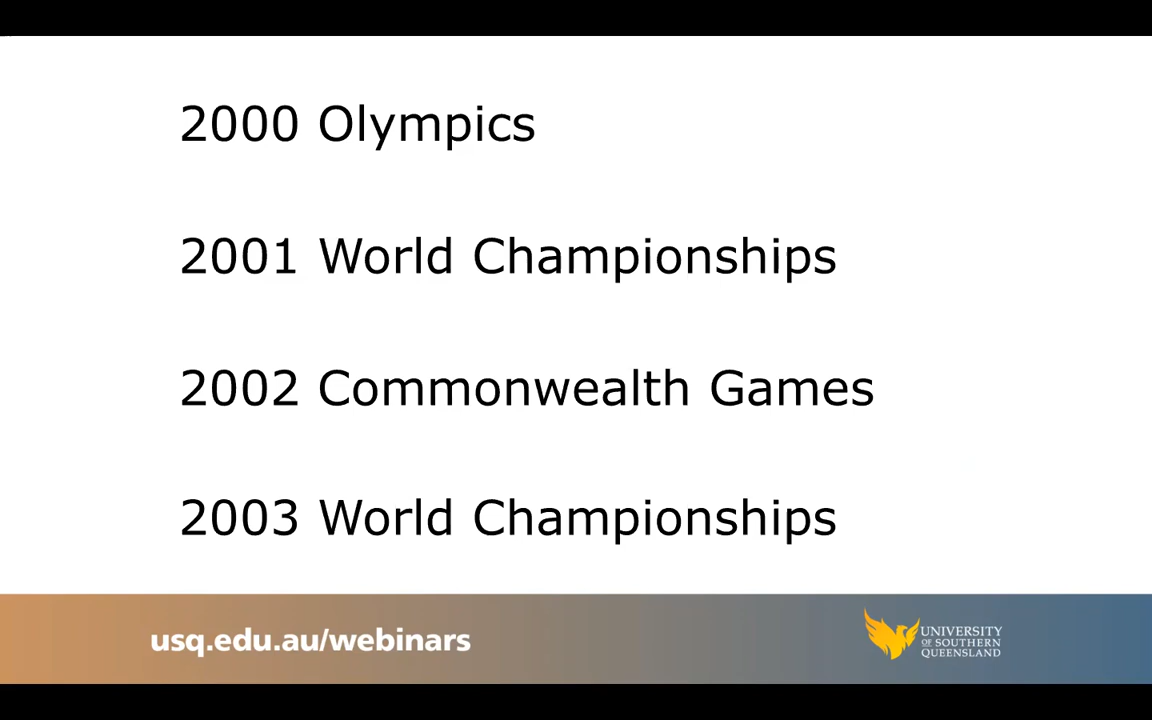 2000 Olympics
2001 World Championships
2002 Commonwealth Games
2003 World Championships
usq.edu.au/webinars
UNIVERSITY
OF SOUTHERN
QUEENSLAND